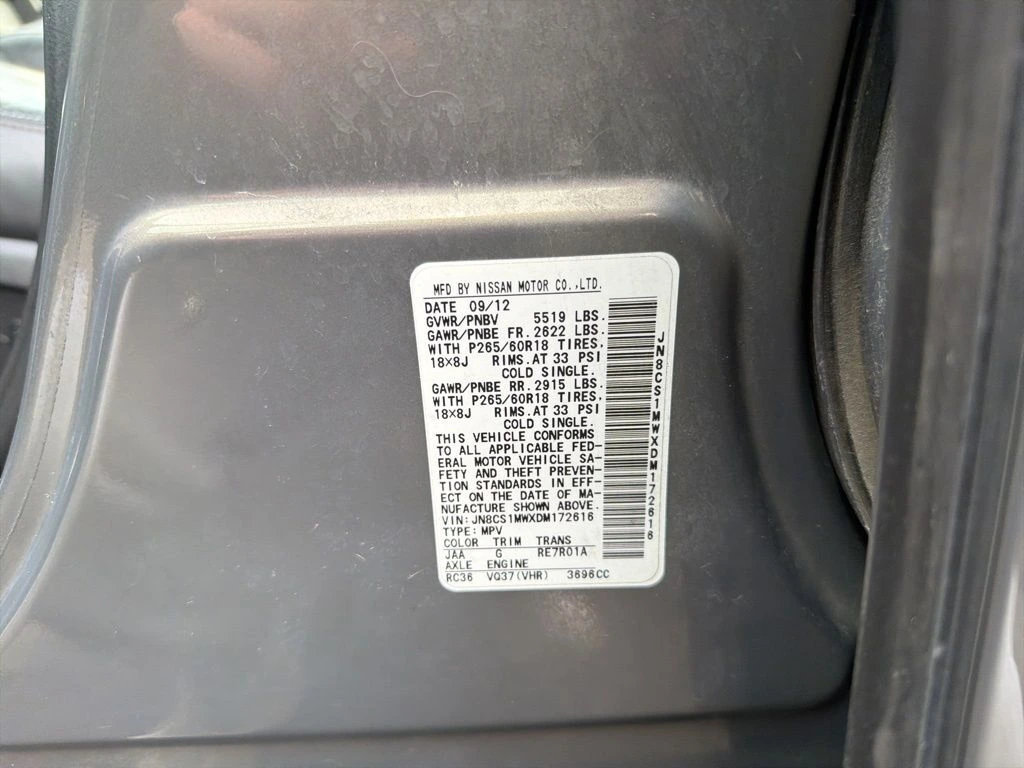 MFD BY NISSAN MOTOR CO.,LTD.
DATE 09/12
GVWR/PNBV 5519 LBS.
GAWR/PNBE FR. 2622 LBS.
WITH P265/60R18 TIRES,
18×8J RIMS. AT 33 PSI
COLD SINGLE.
GAWR/PNBE RR. 2915 LBS.
WITH P265/60R18 TIRES,
18×8J RIMS. AT 33 PSI
COLD SINGLE.
THIS VEHICLE CONFORMS
TO ALL APPLICABLE FED-
ERAL MOTOR VEHICLE SA-
FETY AND THEFT PREVEN-
TION STANDARDS IN EFF-
ECT ON THE DATE OF MA-
NUFACTURE SHOWN ABOVE.
VIN: JN8CS1MWXDM172616
TYPE: MPV
COLOR TRIM TRANS
JAA G RE7R01A
AXLE ENGINE
RC36 VQ37(VHR) 3696CC
JN8CS1MWXDM172616